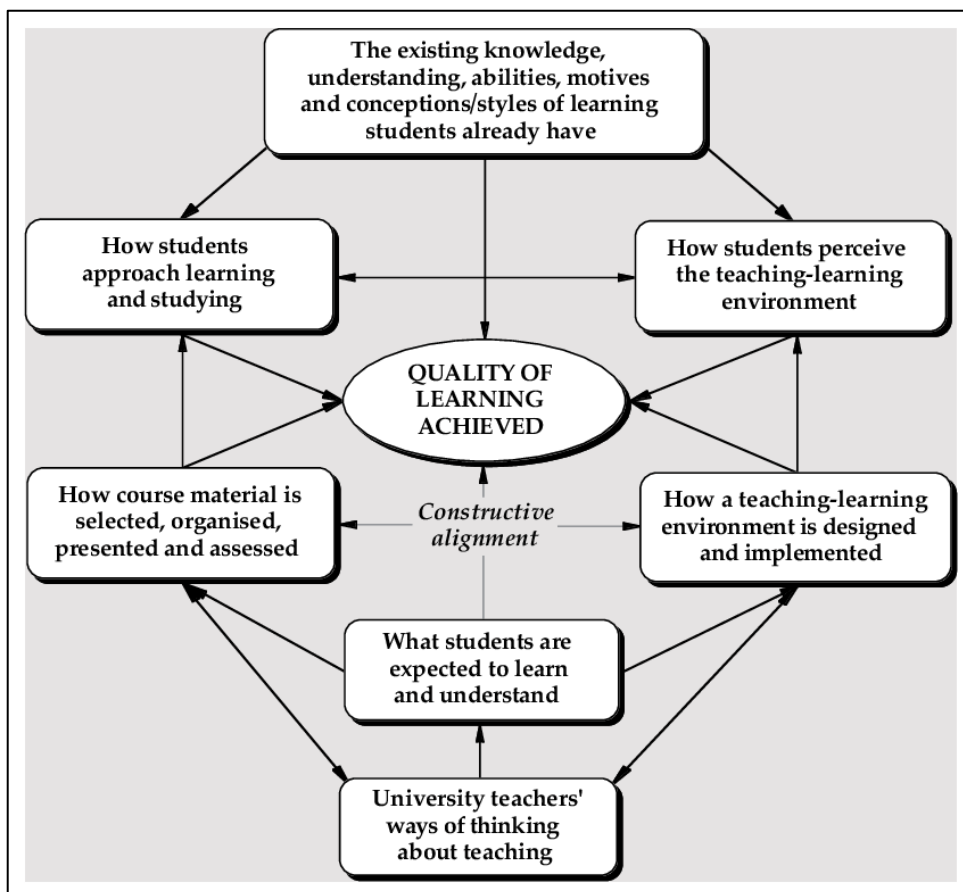 The existing knowledge,
understanding, abilities, motives
and conceptions/styles of learning
students already have
How students
approach learning
and studying
How students perceive
the teaching-learning
environment
QUALITY OF
LEARNING
ACHIEVED
How course material is
selected, organised,
presented and assessed
Constructive
alignment
How a teaching-learning
environment is designed
and implemented
What students are
expected to learn
and understand
University teachers'
ways of thinking
about teaching